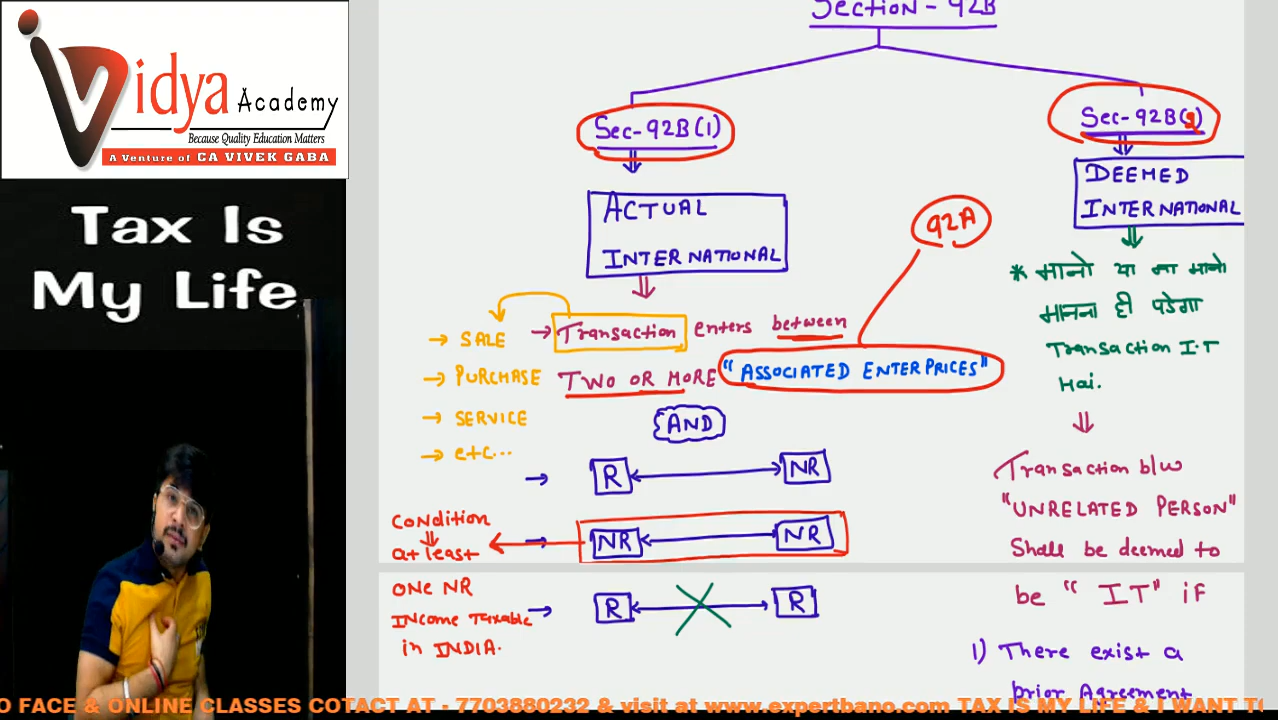 Vidya
Academy
Because Quality Education Matters
A Venture of CA VIVEK GABA
Tax Is
My Life
Section - 92B
Sec-92B(1)
ACTUAL
INTERNATIONAL
→ Transaction enters between
TWO OR MORE "ASSOCIATED ENTERPRICES"
92A
→ SALE
→ PURCHASE
→ SERVICE
→ etc...
AND
→ R NR
→ NR NR
→ R R
Condition
at least
ONE NR
Income Taxable
in INDIA.
Sec-92B(2)
DEEMED
INTERNATIONAL
* मानो या ना मानो
मानना ही पडेगा
Transaction I.T
Hai.
Transaction b/w
"UNRELATED PERSON"
Shall be deemed to
be "IT" if
1) There exist a
prior Agreement
O FACE & ONLINE CLASSES COTACT AT - 7703880232 & visit at www.expertbano.com TAX IS MY LIFE & I WANT T